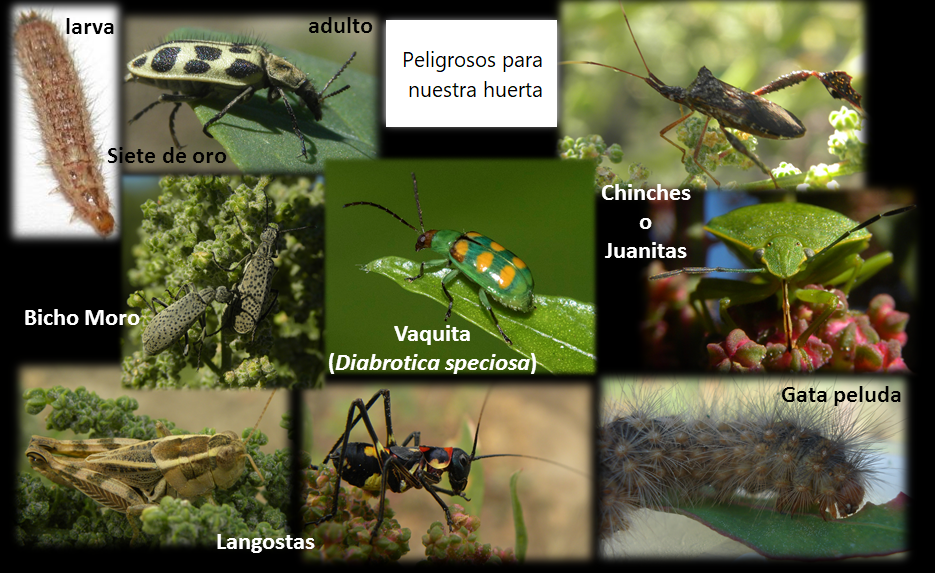 larva
adulto
Peligrosos para
nuestra huerta
Siete de oro
Chinches
o
Juanitas
Bicho Moro
Vaquita
(Diabrotica speciosa)
Gata peluda
Langostas